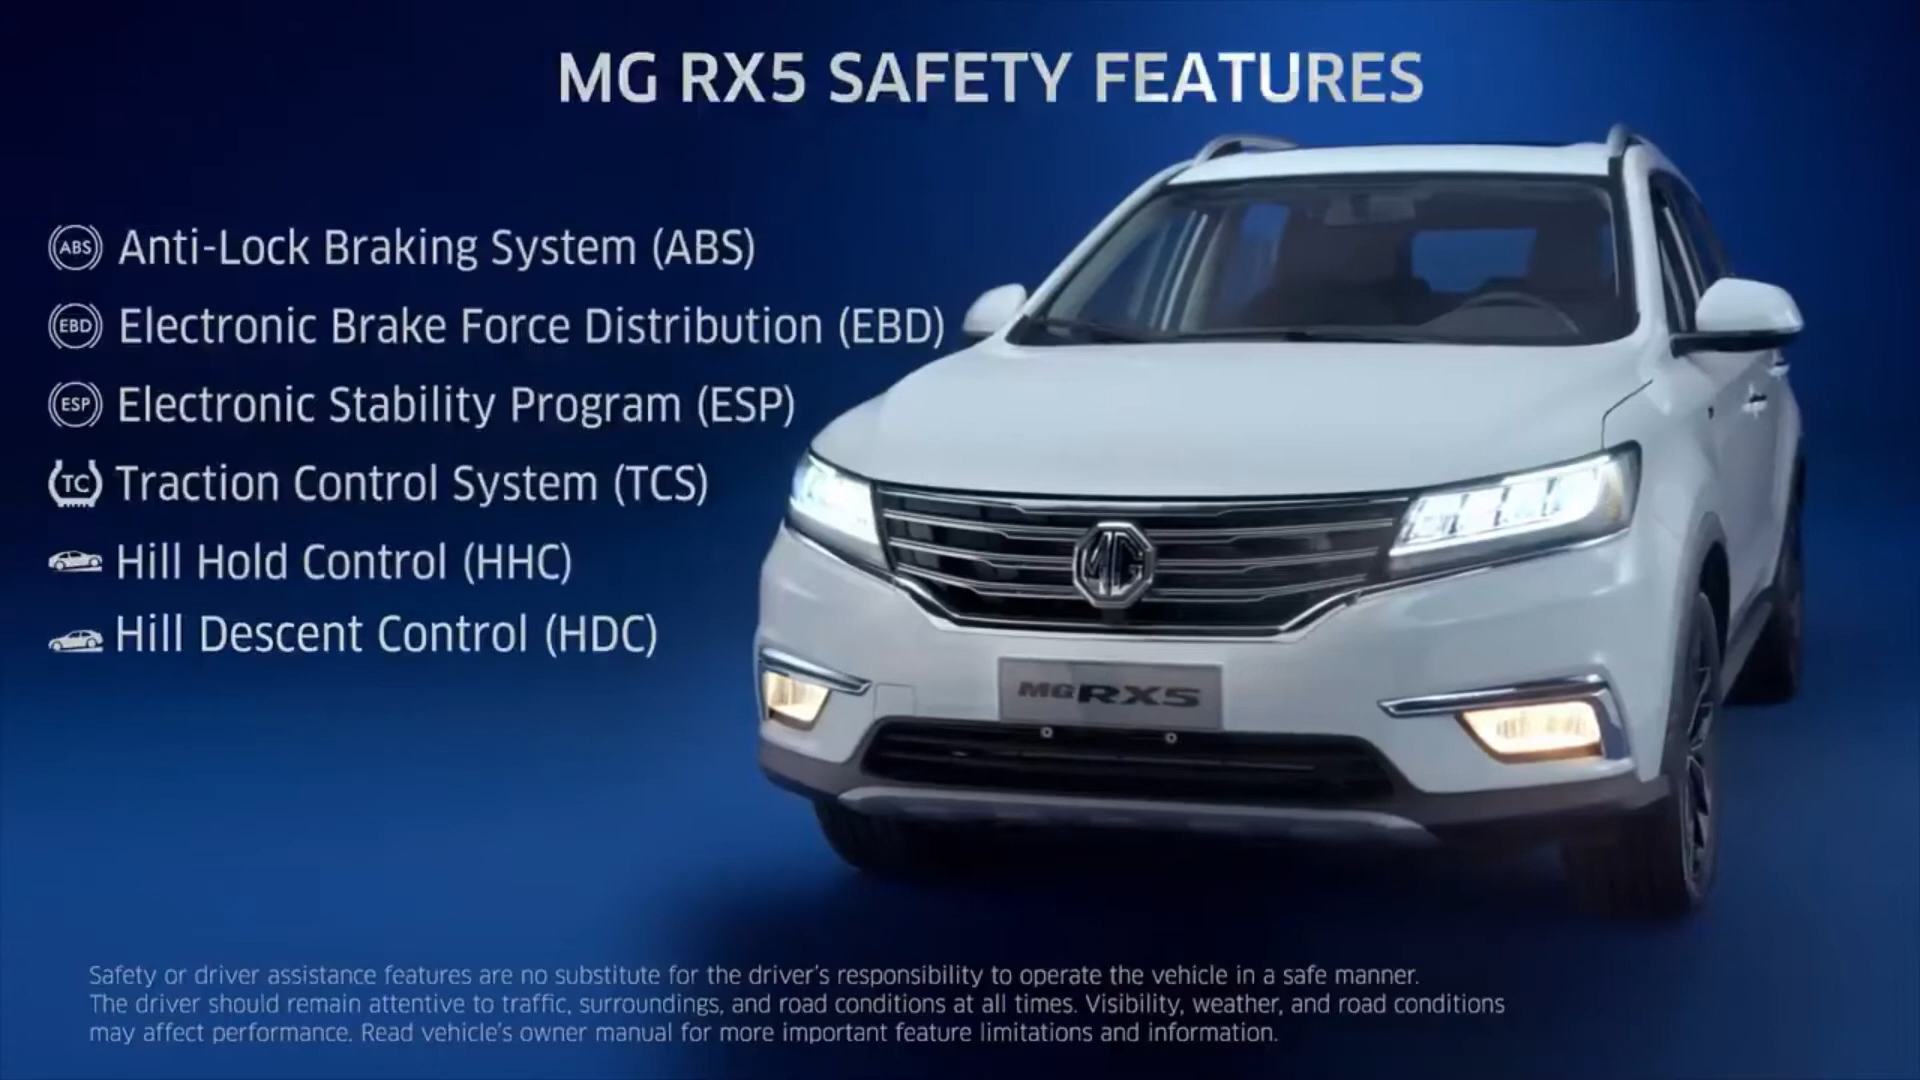 MG RX5 SAFETY FEATURES
ABS Anti-Lock Braking System (ABS)
EBD Electronic Brake Force Distribution (EBD)
ESP Electronic Stability Program (ESP)
TC Traction Control System (TCS)
Hill Hold Control (HHC)
Hill Descent Control (HDC)
MG
MG RX5
Safety or driver assistance features are no substitute for the driver's responsibility to operate the vehicle in a safe manner.
The driver should remain attentive to traffic, surroundings, and road conditions at all times. Visibility, weather, and road conditions
may affect performance. Read vehicle's owner manual for more important feature limitations and information.